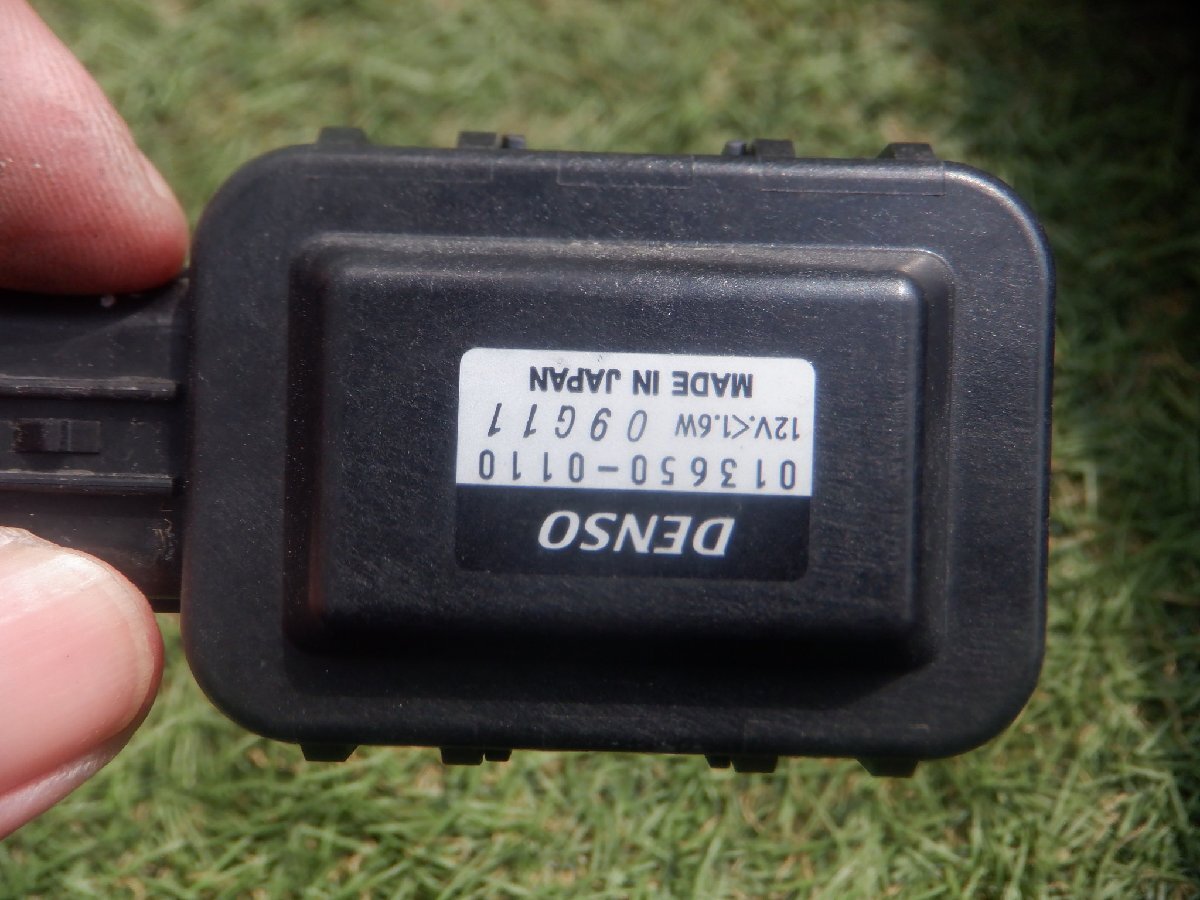 DENSO
013650-0110
12V.<1.6W 09G11
MADE IN JAPAN